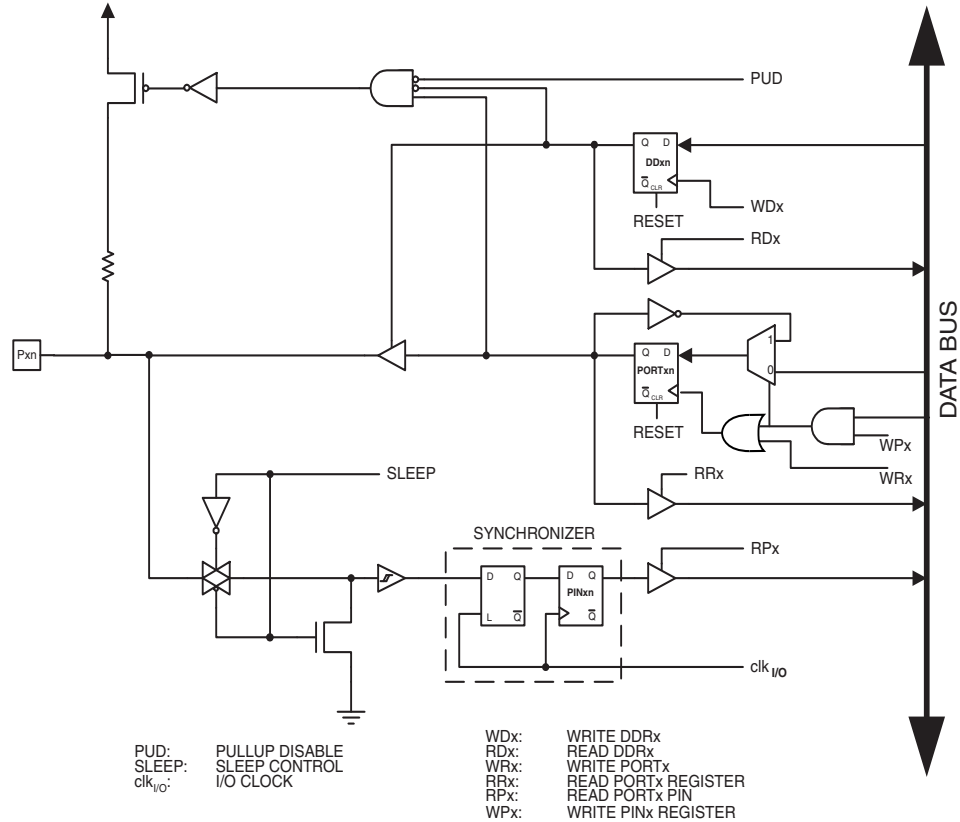 PUD
Q D
DDxn
Q CLR
WDx
RESET
RDx
Pxn
1
Q D
PORTxn
0
Q CLR
RESET
WPx
WRx
RRx
SLEEP
SYNCHRONIZER
RPx
D Q
D Q
PINxn
L Q
Q
clk I/O
DATA BUS
PUD: PULLUP DISABLE
SLEEP: SLEEP CONTROL
clkI/O: I/O CLOCK
WDx: WRITE DDRx
RDx: READ DDRx
WRx: WRITE PORTx
RRx: READ PORTx REGISTER
RPx: READ PORTx PIN
WPx: WRITE PINx REGISTER